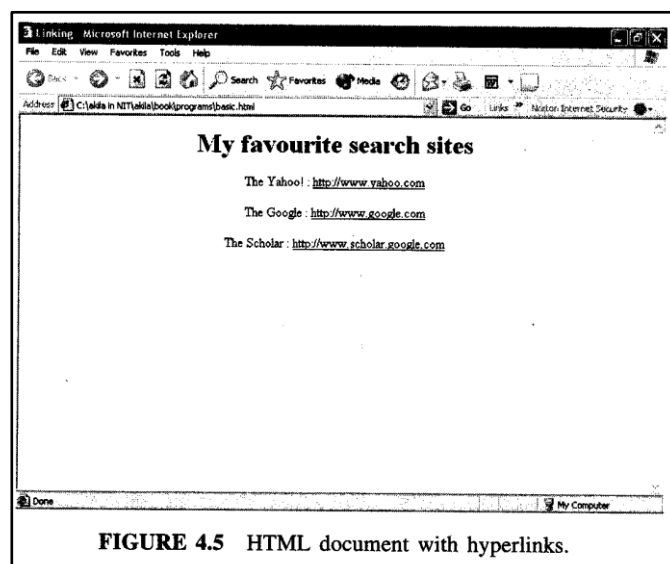 Linking Microsoft Internet Explorer
File Edit View Favorites Tools Help
Back Search Favorites Media
Address C:\akila in NIT\akila\book\programs\basic.html Go Links » Norton Internet Security
My favourite search sites
The Yahoo! : http://www.yahoo.com
The Google : http://www.google.com
The Scholar : http://www.scholar.google.com
Done My Computer
FIGURE 4.5 HTML document with hyperlinks.